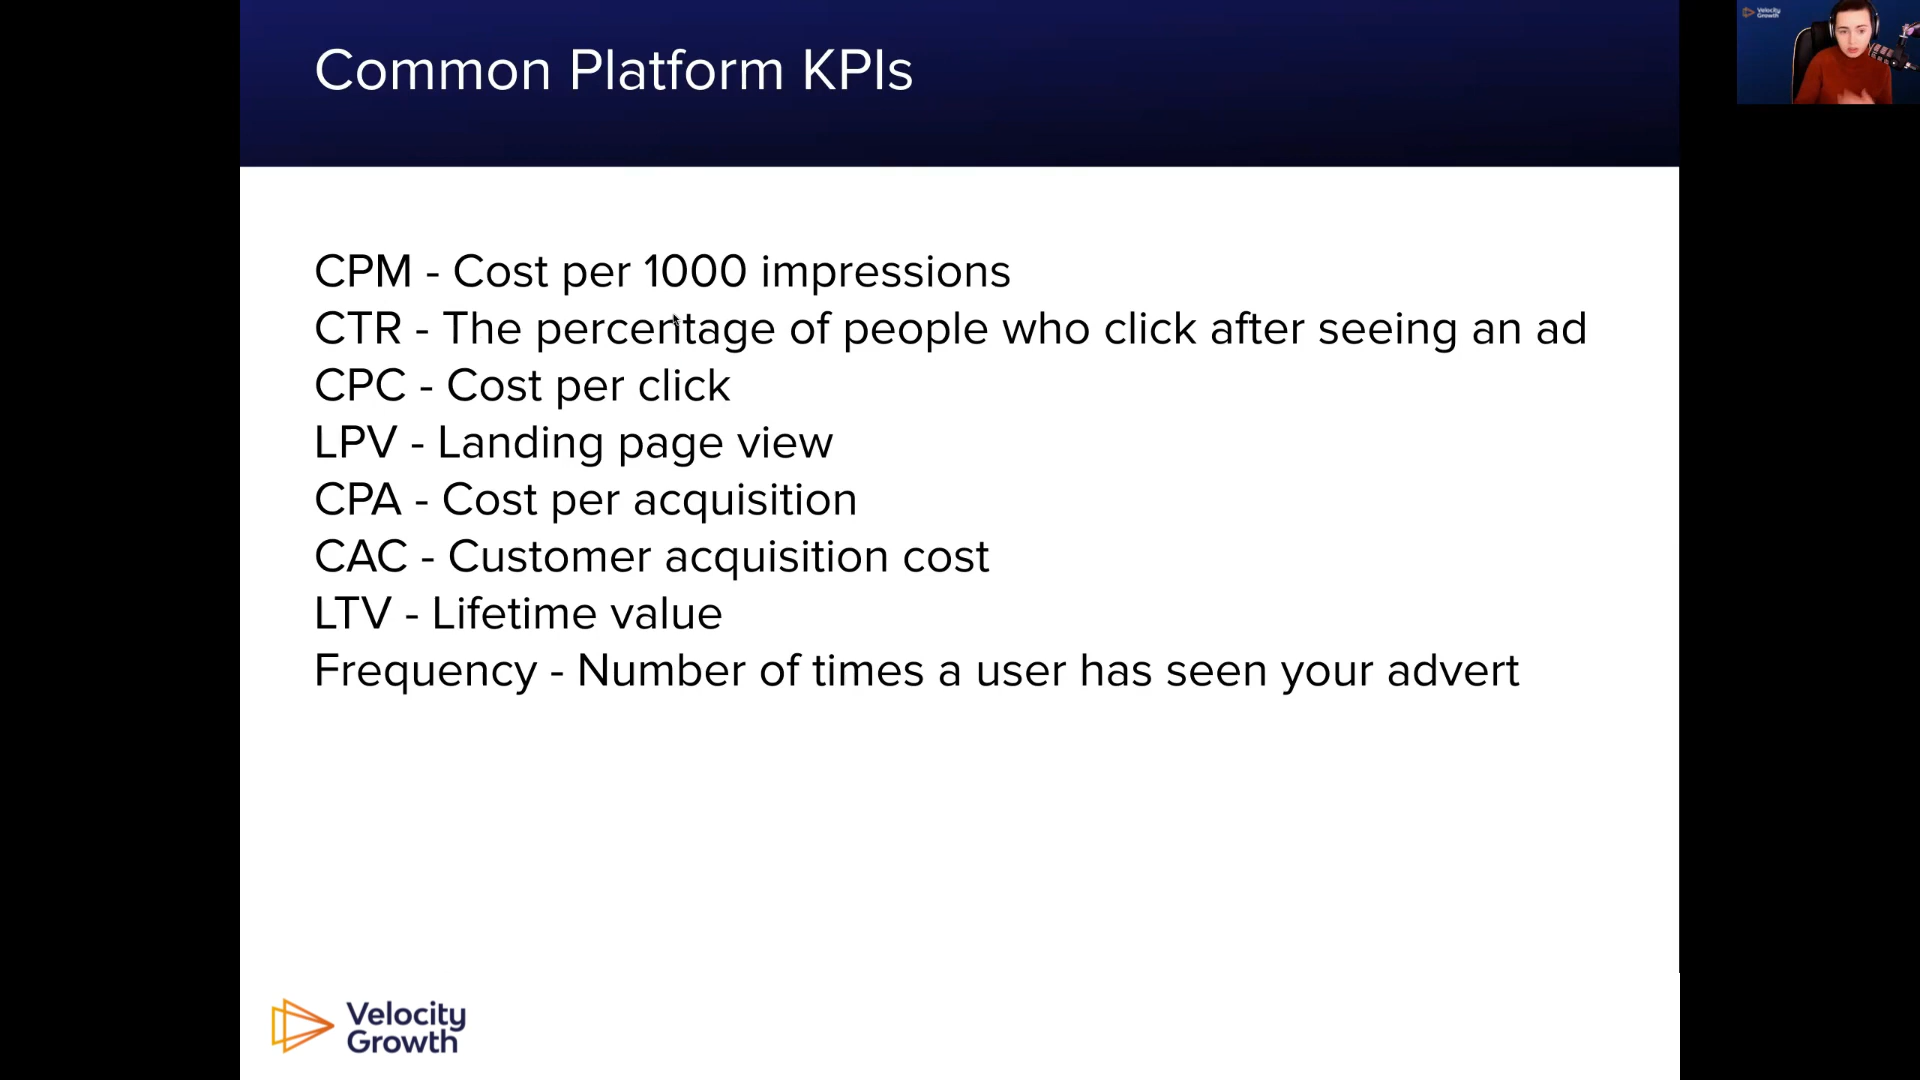 Common Platform KPIs
CPM - Cost per 1000 impressions
CTR - The percentage of people who click after seeing an ad
CPC - Cost per click
LPV - Landing page view
CPA - Cost per acquisition
CAC - Customer acquisition cost
LTV - Lifetime value
Frequency - Number of times a user has seen your advert
Velocity
Growth
Velocity
Growth